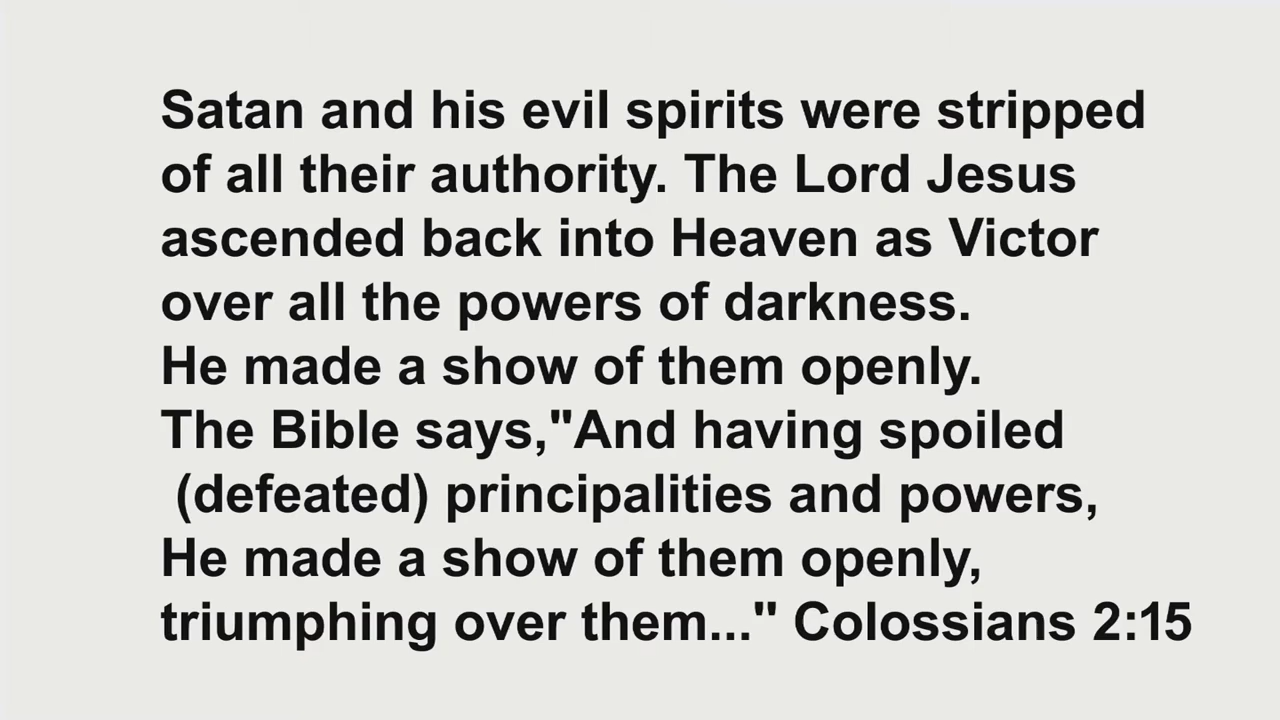 Satan and his evil spirits were stripped
of all their authority. The Lord Jesus
ascended back into Heaven as Victor
over all the powers of darkness.
He made a show of them openly.
The Bible says,"And having spoiled
(defeated) principalities and powers,
He made a show of them openly,
triumphing over them..." Colossians 2:15